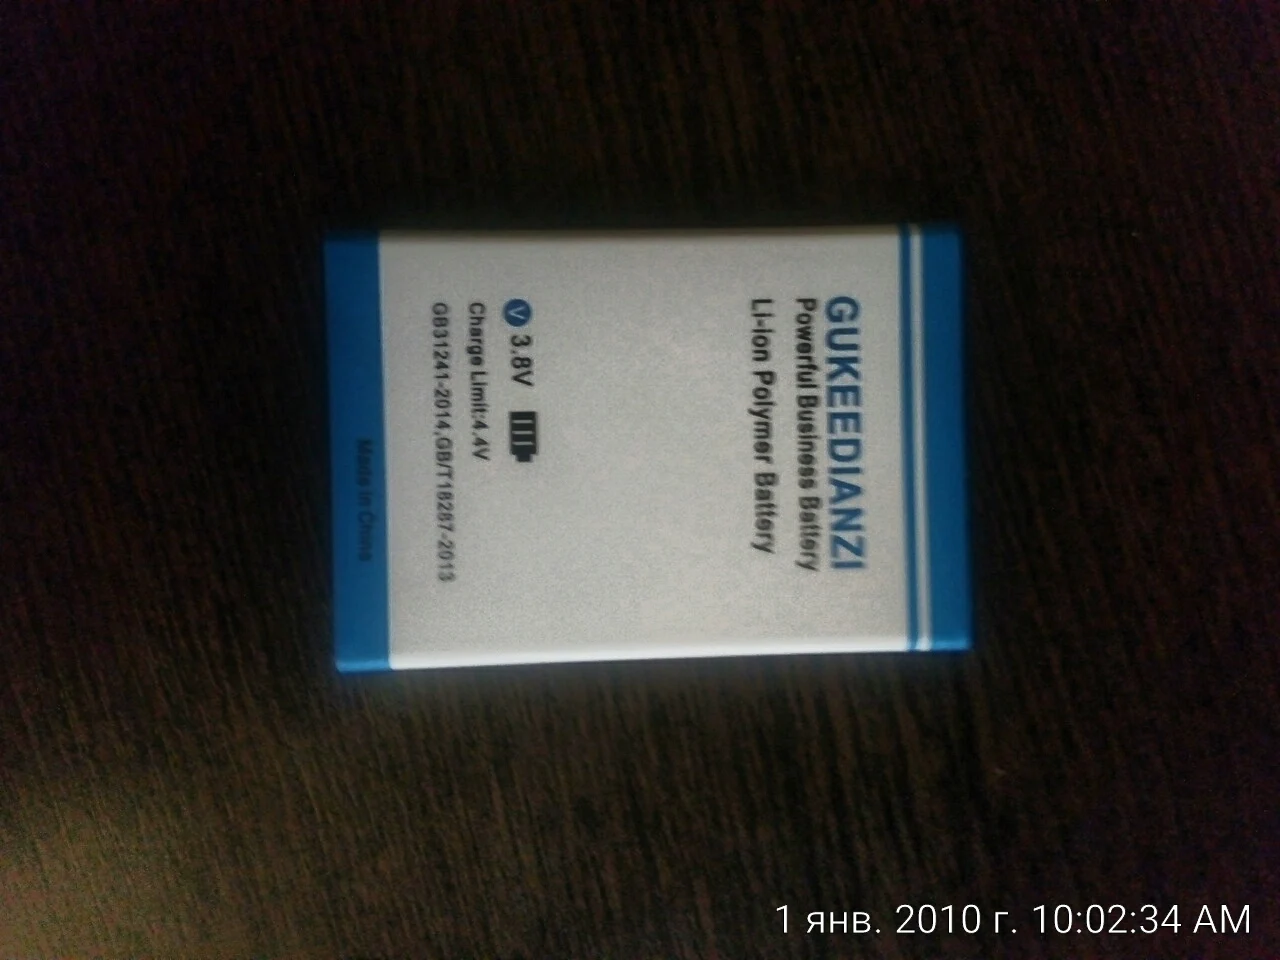 GUKEEDIANZI
Powerful Business Battery
Li-ion Polymer Battery
V 3.8V
Charge Limit:4.4V
GB31241-2014,GB/T18287-2013
Made in China
1 янв. 2010 г. 10:02:34 AM